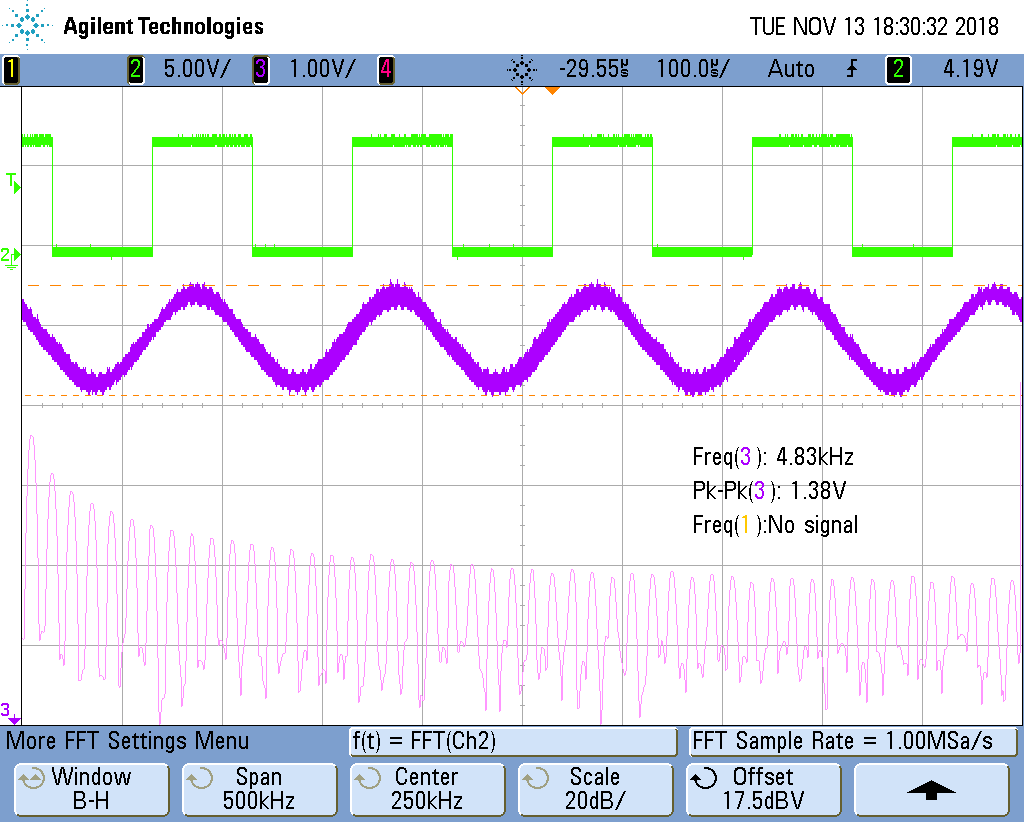 Agilent Technologies TUE NOV 13 18:30:32 2018
1 2 5.00V/ 3 1.00V/ 4 -29.55µs 100.0µs/ Auto 2 4.19V
T
2
Freq(3): 4.83kHz
Pk-Pk(3): 1.38V
Freq(1):No signal
3
More FFT Settings Menu f(t) = FFT(Ch2) FFT Sample Rate = 1.00MSa/s
Window Span Center Scale Offset
B-H 500kHz 250kHz 20dB/ 17.5dBV